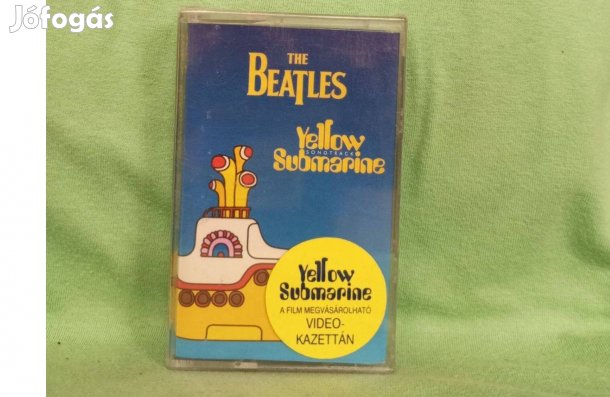 Jófogás
THE
BEATLES
Yellow
SONGTRACK
Submarine
Yellow
Submarine
A FILM MEGVÁSÁROLHATÓ
VIDEO-
KAZETTÁN